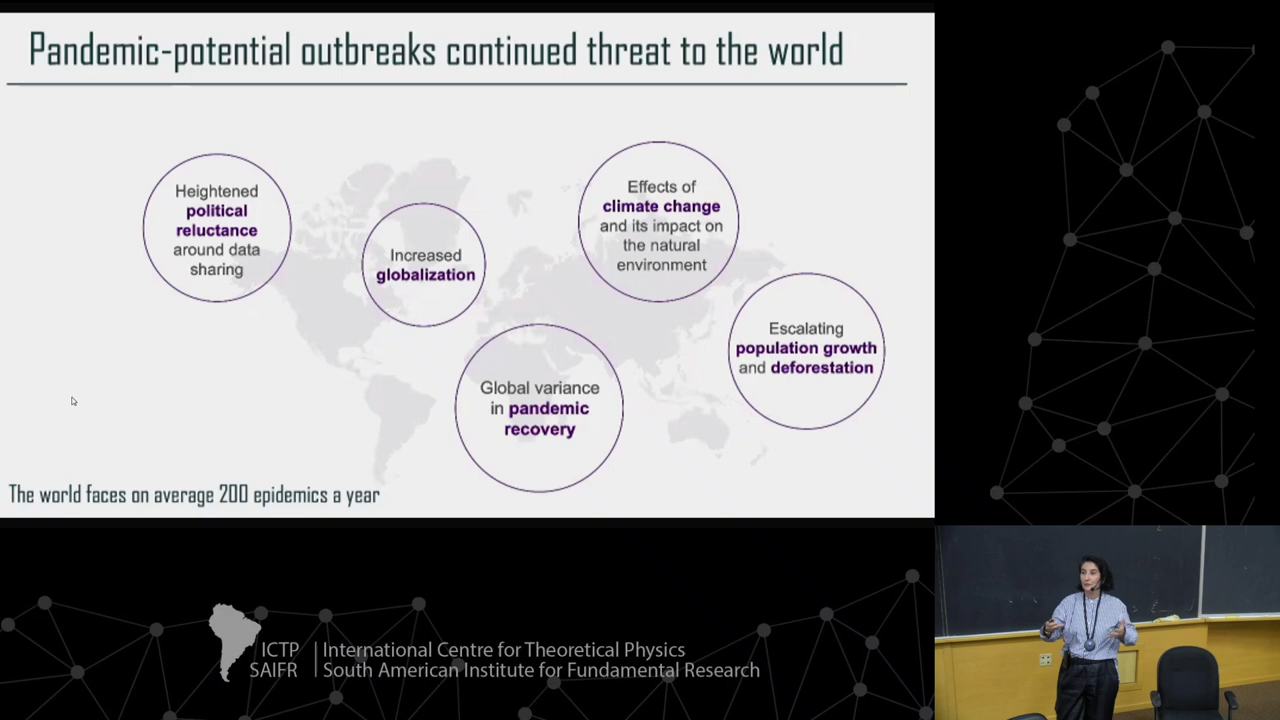 Pandemic-potential outbreaks continued threat to the world
Heightened
political
reluctance
around data
sharing
Increased
globalization
Effects of
climate change
and its impact on
the natural
environment
Escalating
population growth
and deforestation
Global variance
in pandemic
recovery
The world faces on average 200 epidemics a year
ICTP
SAIFR
International Centre for Theoretical Physics
South American Institute for Fundamental Research